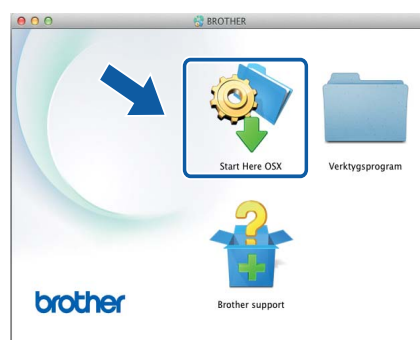 BROTHER
Start Here OSX
Verktygsprogram
Brother support
brother